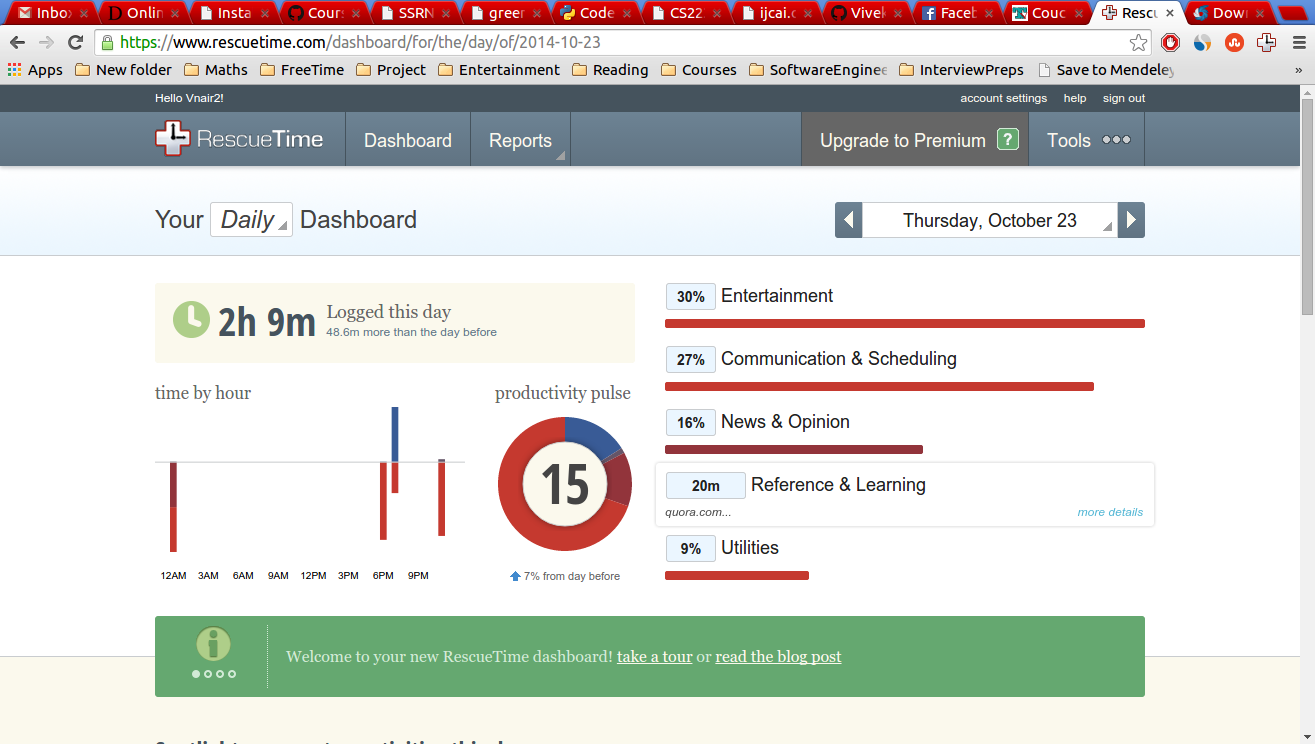 Inbo Onlin Insta Cours SSRN greer Code CS22 ijcai.c Vivek Faceb Couc Rescu Down
https://www.rescuetime.com/dashboard/for/the/day/of/2014-10-23
Apps New folder Maths FreeTime Project Entertainment Reading Courses SoftwareEnginee InterviewPreps Save to Mendeley »
Hello Vnair2! account settings help sign out
RescueTime Dashboard Reports Upgrade to Premium ? Tools
Your Daily Dashboard
Thursday, October 23
2h 9m Logged this day
48.6m more than the day before
time by hour
12AM 3AM 6AM 9AM 12PM 3PM 6PM 9PM
productivity pulse
15
7% from day before
30% Entertainment
27% Communication & Scheduling
16% News & Opinion
20m Reference & Learning
quora.com... more details
9% Utilities
Welcome to your new RescueTime dashboard! take a tour or read the blog post